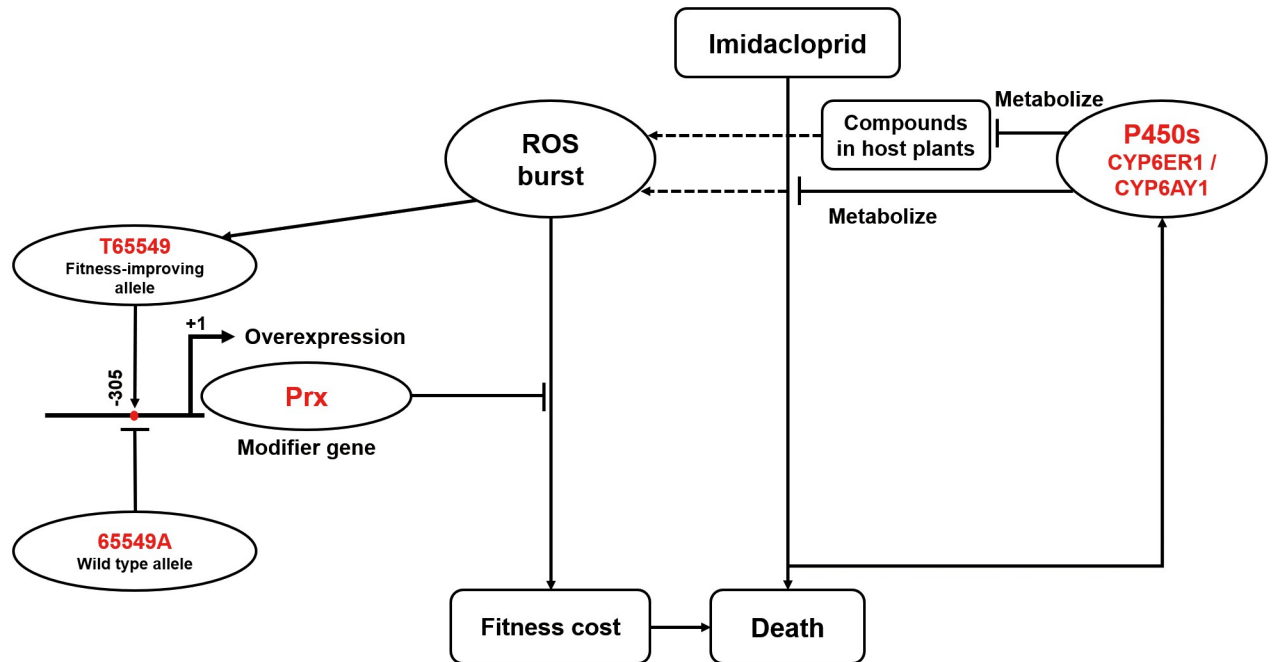 Imidacloprid
Metabolize
Compounds
in host plants
P450s
CYP6ER1 /
CYP6AY1
ROS
burst
Metabolize
T65549
Fitness-improving
allele
+1
Overexpression
-305
Prx
Modifier gene
65549A
Wild type allele
Fitness cost
Death